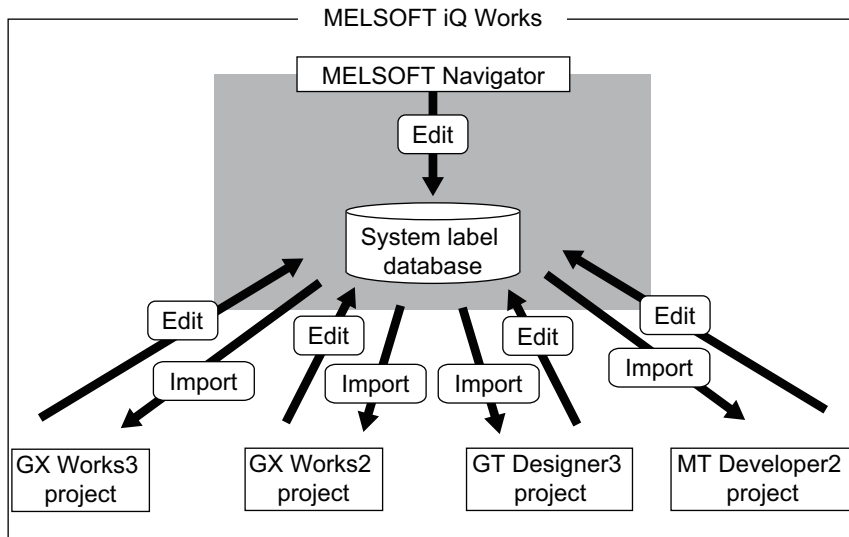 MELSOFT iQ Works
MELSOFT Navigator
Edit
System label
database
Edit
Import
Edit
Import
Import
Edit
Import
Edit
GX Works3
project
GX Works2
project
GT Designer3
project
MT Developer2
project